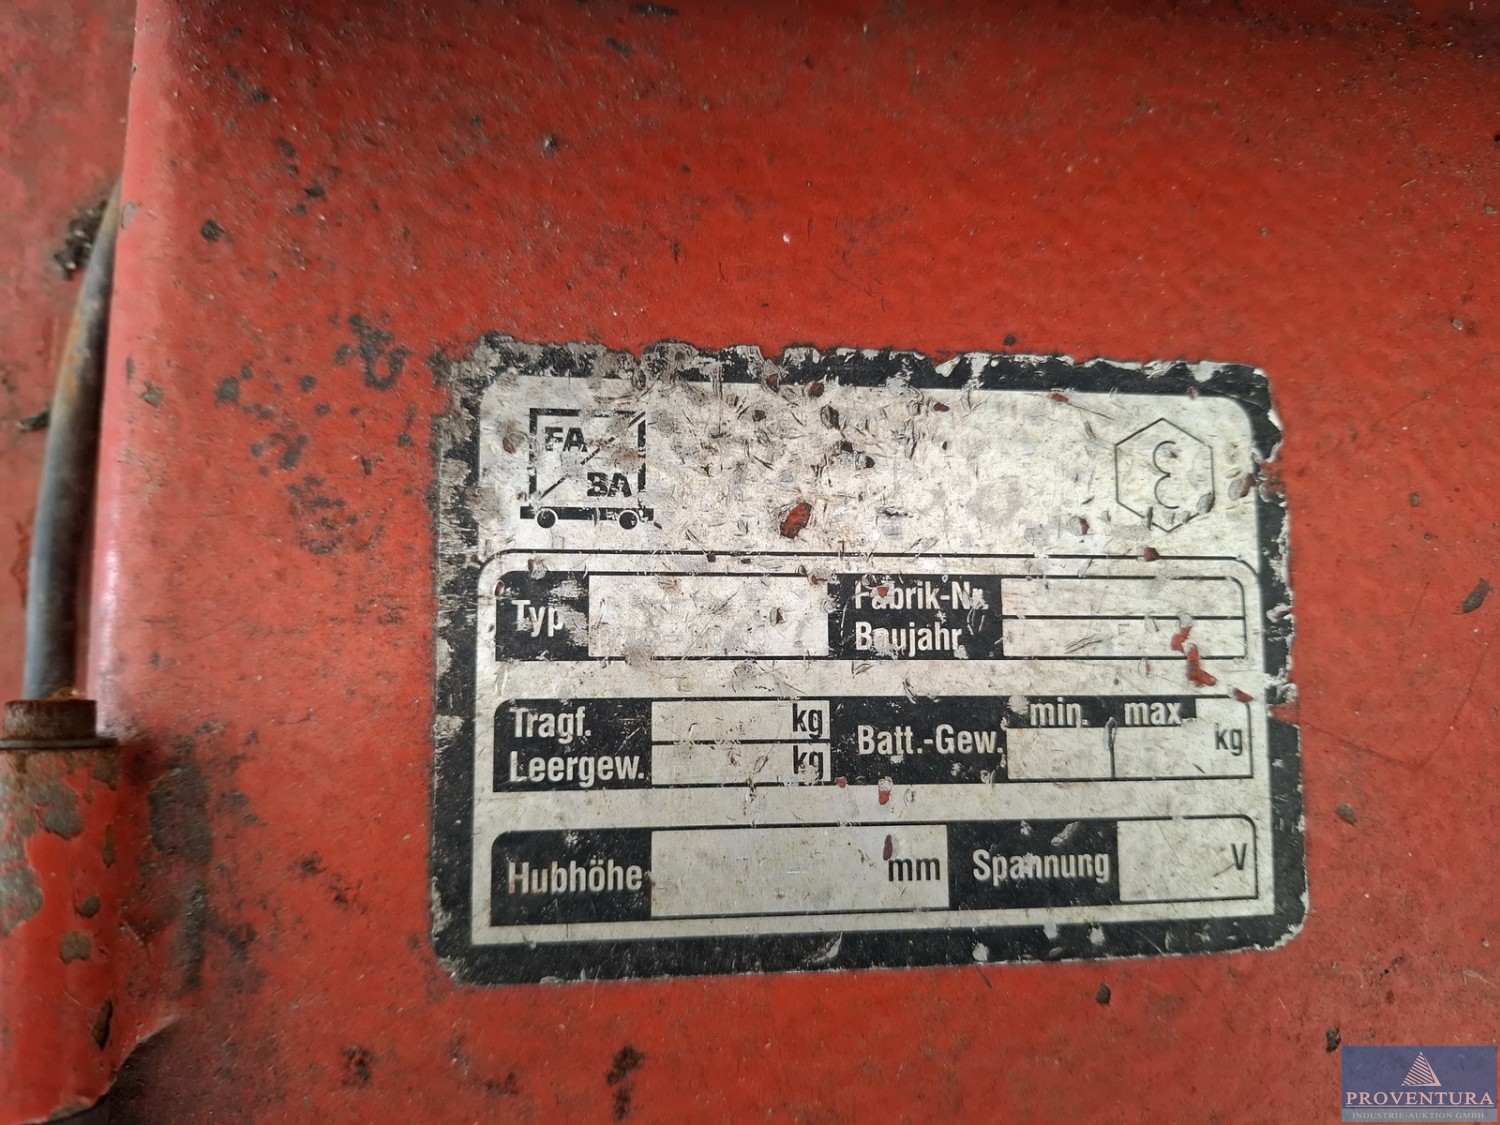 FA
BA
Typ
Fabrik-Nr.
Baujahr
Tragf. kg
Leergew. kg
Batt.-Gew. min. max. kg
Hubhöhe mm
Spannung V
PROVENTURA
INDUSTRIE-AUKTION GMBH